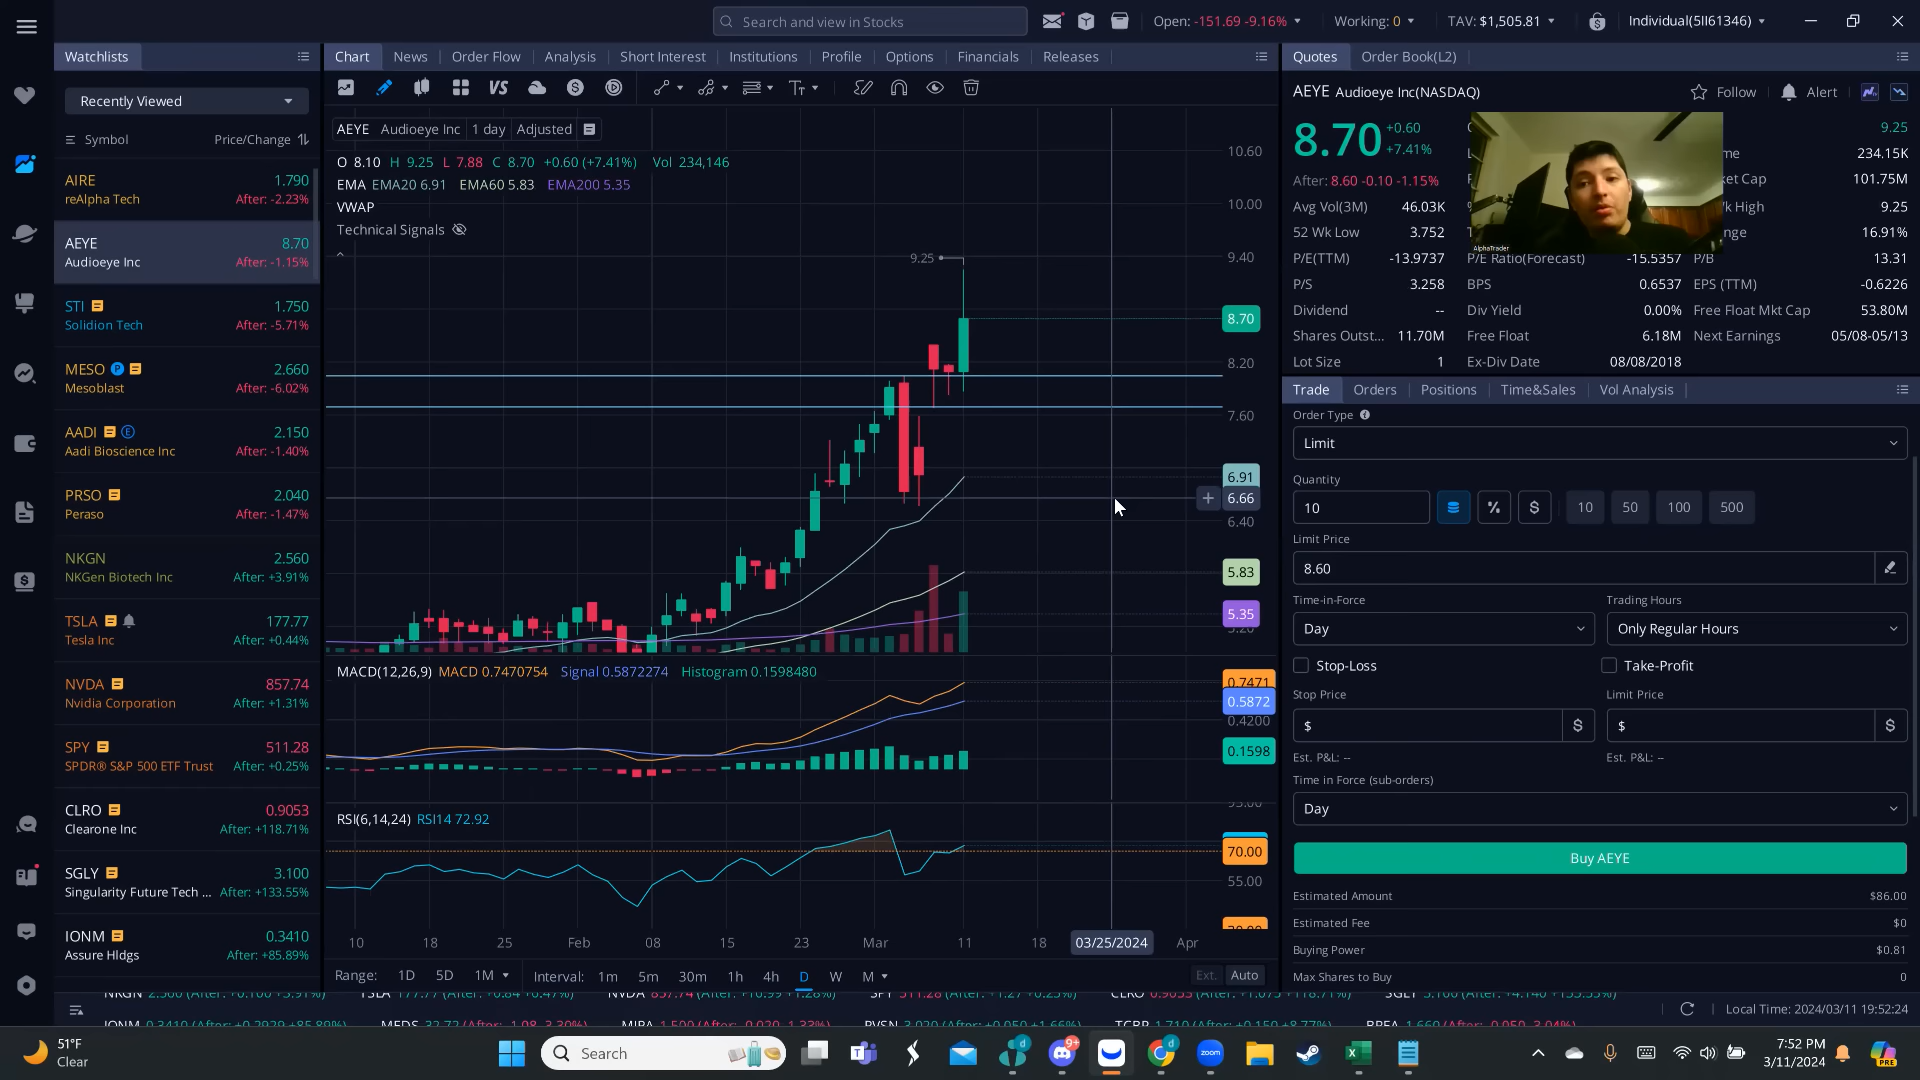 Search and view in Stocks
Open: -151.69 -9.16%
Working: 0
TAV: $1,505.81
Individual(5II61346)
Watchlists
Recently Viewed
Symbol Price/Change
AIRE 1.790
reAlpha Tech After: -2.23%
AEYE 8.70
Audioeye Inc After: -1.15%
STI 1.750
Solidion Tech After: -5.71%
MESO 2.660
Mesoblast After: -6.02%
AADI 2.150
Aadi Bioscience Inc After: -1.40%
PRSO 2.040
Peraso After: -1.47%
NKGN 2.560
NKGen Biotech Inc After: +3.91%
TSLA 177.77
Tesla Inc After: +0.44%
NVDA 857.74
Nvidia Corporation After: +1.31%
SPY 511.28
SPDR® S&P 500 ETF Trust After: +0.25%
CLRO 0.9053
Clearone Inc After: +118.71%
SGLY 3.100
Singularity Future Tech ... After: +133.55%
IONM 0.3410
Assure Hldgs After: +85.89%
Chart News Order Flow Analysis Short Interest Institutions Profile Options Financials Releases
VS
AEYE Audioeye Inc 1 day Adjusted
O 8.10 H 9.25 L 7.88 C 8.70 +0.60 (+7.41%) Vol 234,146
EMA EMA20 6.91 EMA60 5.83 EMA200 5.35
VWAP
Technical Signals
9.25
10.60
10.00
9.40
8.70
8.20
7.60
6.91
6.66
6.40
5.83
5.35
MACD(12,26,9) MACD 0.7470754 Signal 0.5872274 Histogram 0.1598480
0.7471
0.5872
0.4200
0.1598
RSI(6,14,24) RSI14 72.92
70.00
55.00
10 18 25 Feb 08 15 23 Mar 11 18 03/25/2024 Apr
Range: 1D 5D 1M Interval: 1m 5m 30m 1h 4h D W M Ext. Auto
Quotes Order Book(L2)
AEYE Audioeye Inc(NASDAQ) Follow Alert
8.70 +0.60
+7.41%
After: 8.60 -0.10 -1.15%
9.25
234.15K
101.75M
9.25
16.91%
AlphaTrader
Avg Vol(3M) 46.03K
52 Wk Low 3.752
P/E(TTM) -13.9737 P/E Ratio(Forecast) -15.5357 P/B 13.31
P/S 3.258 BPS 0.6537 EPS (TTM) -0.6226
Dividend -- Div Yield 0.00% Free Float Mkt Cap 53.80M
Shares Outst... 11.70M Free Float 6.18M Next Earnings 05/08-05/13
Lot Size 1 Ex-Div Date 08/08/2018
Trade Orders Positions Time&Sales Vol Analysis
Order Type
Limit
Quantity
10 % $ 10 50 100 500
Limit Price
8.60
Time-in-Force Trading Hours
Day Only Regular Hours
Stop-Loss Take-Profit
Stop Price Limit Price
$ $ $ $
Est. P&L: -- Est. P&L: --
Time in Force (sub-orders)
Day
Buy AEYE
Estimated Amount $86.00
Estimated Fee $0
Buying Power $0.81
Max Shares to Buy 0
Local Time: 2024/03/11 19:52:24
51°F
Clear
Search
9+
zoom
7:52 PM
3/11/2024
PRE